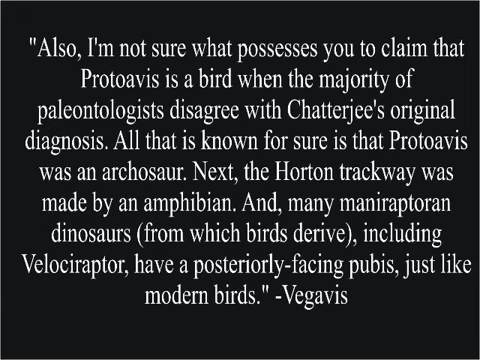 "Also, I'm not sure what possesses you to claim that
Protoavis is a bird when the majority of
paleontologists disagree with Chatterjee's original
diagnosis. All that is known for sure is that Protoavis
was an archosaur. Next, the Horton trackway was
made by an amphibian. And, many maniraptoran
dinosaurs (from which birds derive), including
Velociraptor, have a posteriorly-facing pubis, just like
modern birds." -Vegavis